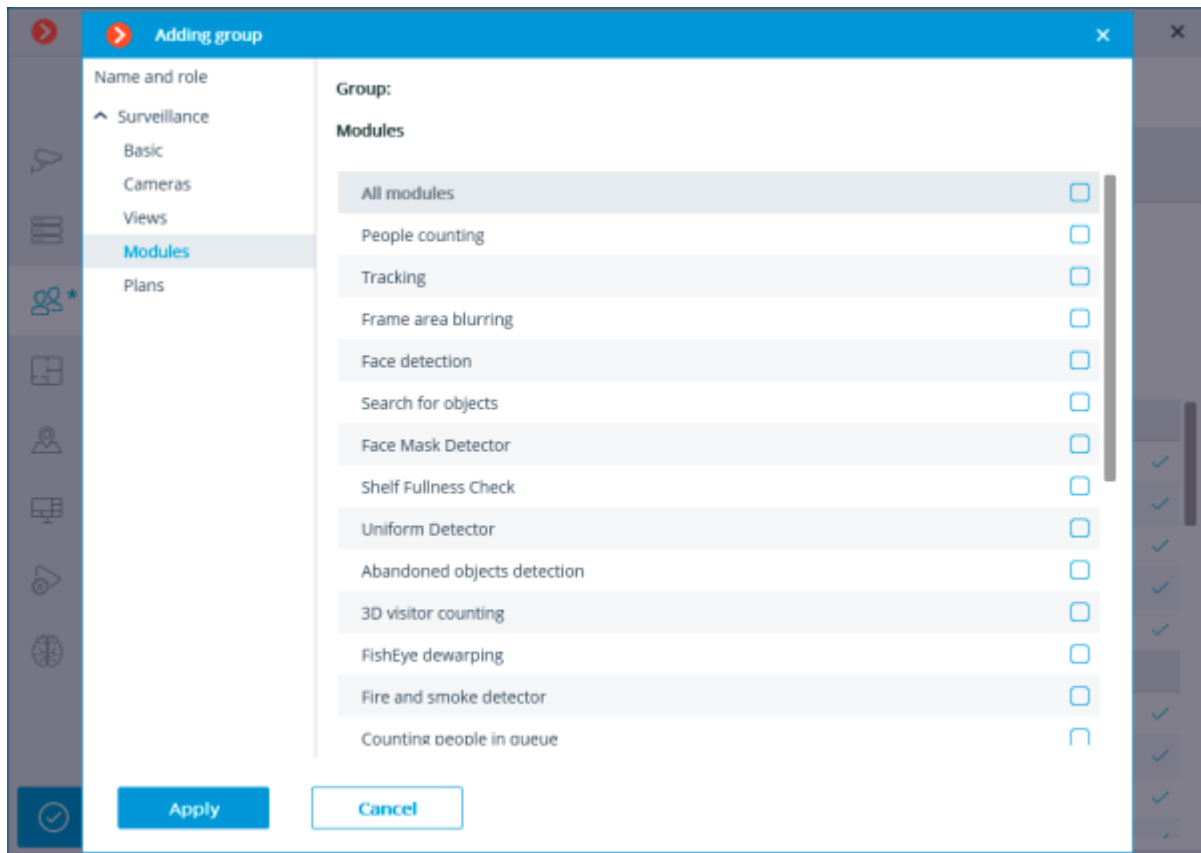 Adding group
Name and role
Surveillance
Basic
Cameras
Views
Modules
Plans
Group:
Modules
All modules
People counting
Tracking
Frame area blurring
Face detection
Search for objects
Face Mask Detector
Shelf Fullness Check
Uniform Detector
Abandoned objects detection
3D visitor counting
FishEye dewarping
Fire and smoke detector
Counting people in queue
Apply
Cancel